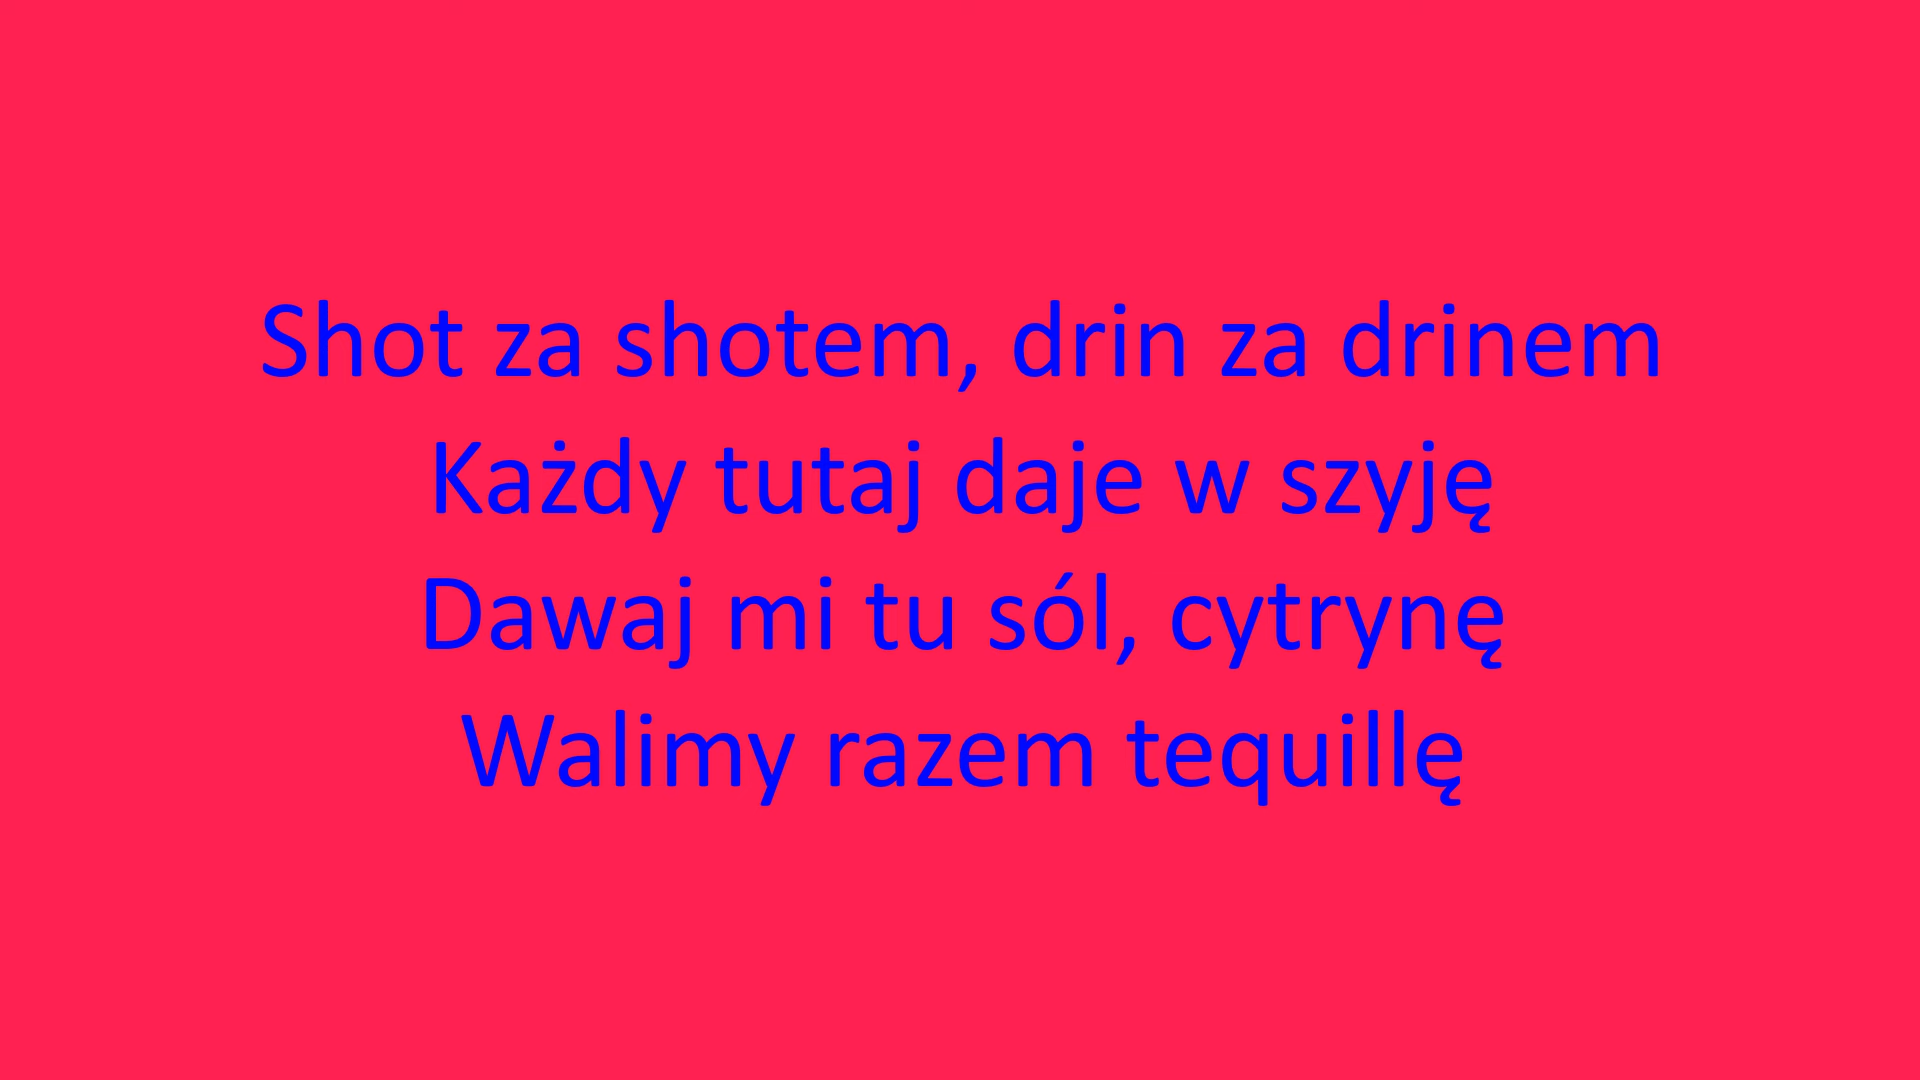 Shot za shotem, drin za drinem
Każdy tutaj daje w szyję
Dawaj mi tu sól, cytrynę
Walimy razem tequillę